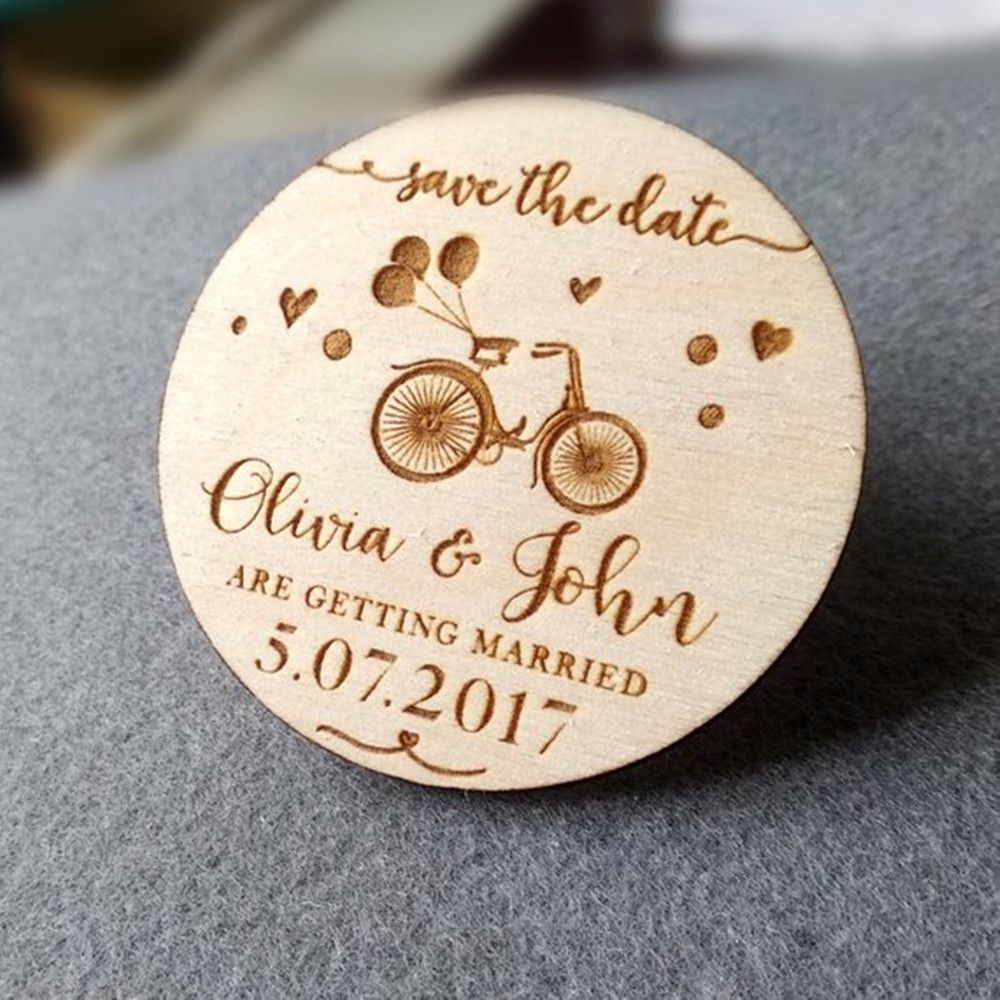 save the date
Olivia & John
ARE GETTING MARRIED
5.07.2017